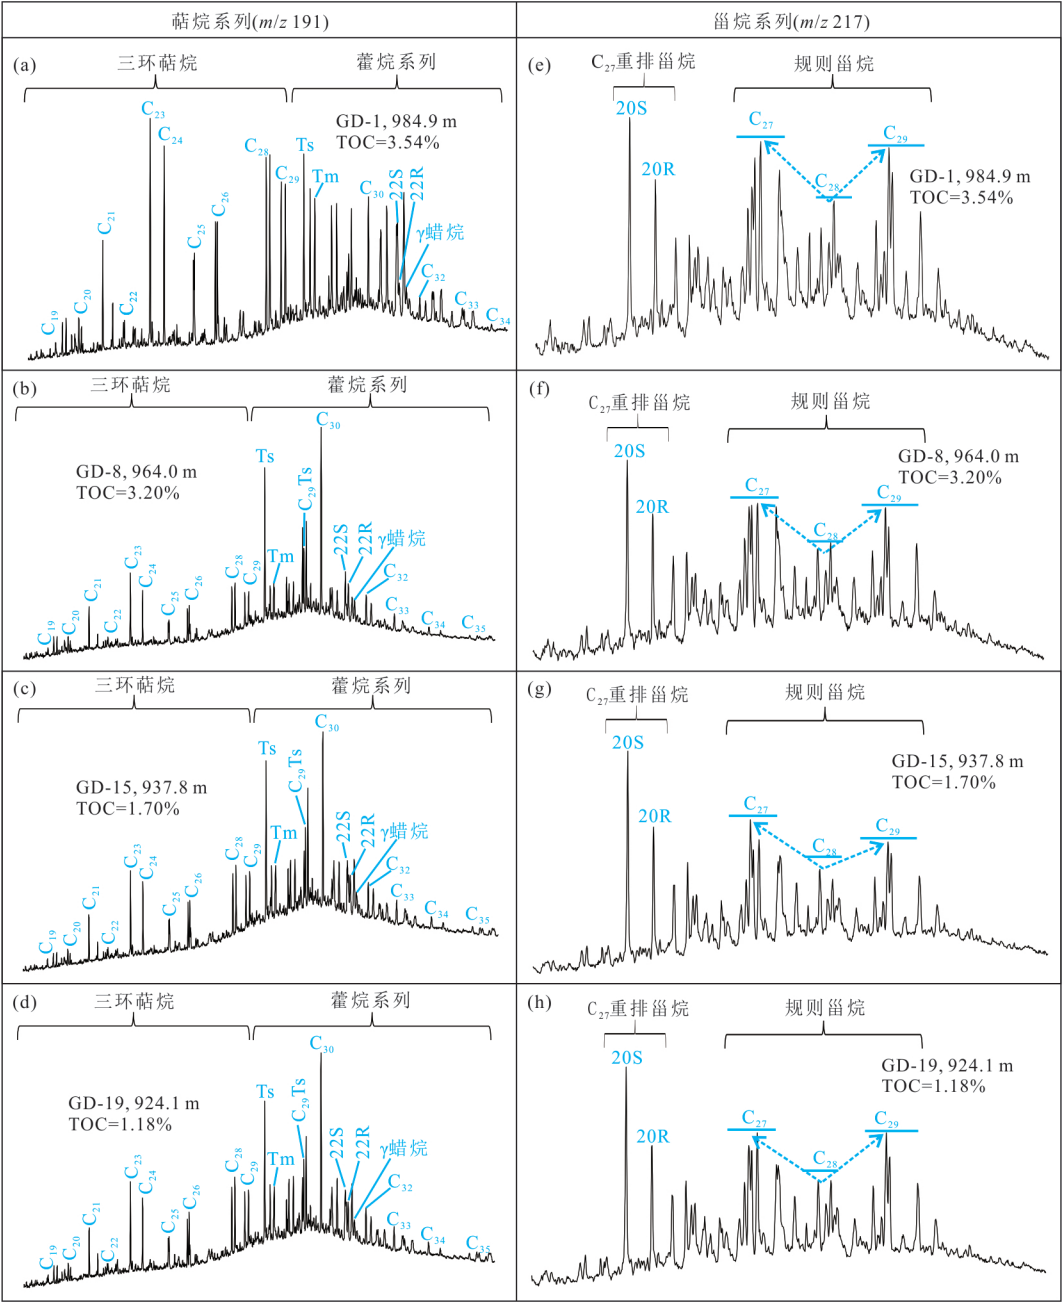 萜烷系列(m/z 191)
甾烷系列(m/z 217)
(a)
三环萜烷
藿烷系列
GD-1, 984.9 m
TOC=3.54%
C19
C20
C21
C22
C23
C24
C25
C26
C28
C29
Ts
Tm
C30
22S
22R
γ蜡烷
C32
C33
C34
(e)
C27重排甾烷
规则甾烷
20S
20R
C27
C28
C29
GD-1, 984.9 m
TOC=3.54%
(b)
三环萜烷
藿烷系列
GD-8, 964.0 m
TOC=3.20%
C19
C20
C21
C22
C23
C24
C25
C26
C28
C29
Ts
Tm
C29Ts
C30
22S
22R
γ蜡烷
C32
C33
C34
C35
(f)
C27重排甾烷
规则甾烷
20S
20R
C27
C28
C29
GD-8, 964.0 m
TOC=3.20%
(c)
三环萜烷
藿烷系列
GD-15, 937.8 m
TOC=1.70%
C19
C20
C21
C22
C23
C24
C25
C26
C28
C29
Ts
Tm
C29Ts
C30
22S
22R
γ蜡烷
C32
C33
C34
C35
(g)
C27重排甾烷
规则甾烷
20S
20R
C27
C28
C29
GD-15, 937.8 m
TOC=1.70%
(d)
三环萜烷
藿烷系列
GD-19, 924.1 m
TOC=1.18%
C19
C20
C21
C22
C23
C24
C25
C26
C28
C29
Ts
Tm
C29Ts
C30
22S
22R
γ蜡烷
C32
C33
C34
C35
(h)
C27重排甾烷
规则甾烷
20S
20R
C27
C28
C29
GD-19, 924.1 m
TOC=1.18%